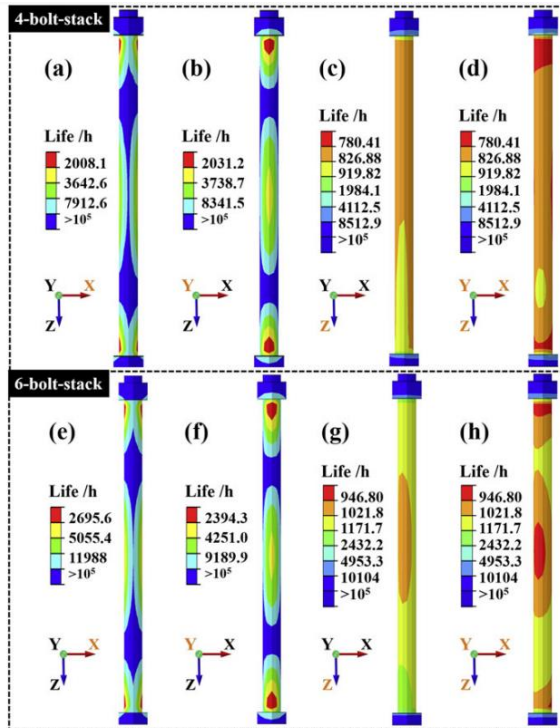 4-bolt-stack
(a)
(b)
(c)
(d)
Life /h
2008.1
3642.6
7912.6
>10⁵
Life /h
2031.2
3738.7
8341.5
>10⁵
Life /h
780.41
826.88
919.82
1984.1
4112.5
8512.9
>10⁵
Life /h
780.41
826.88
919.82
1984.1
4112.5
8512.9
>10⁵
Y X
Z
Y X
Z
Y X
Z
Y X
Z
6-bolt-stack
(e)
(f)
(g)
(h)
Life /h
2695.6
5055.4
11988
>10⁵
Life /h
2394.3
4251.0
9189.9
>10⁵
Life /h
946.80
1021.8
1171.7
2432.2
4953.3
10104
>10⁵
Life /h
946.80
1021.8
1171.7
2432.2
4953.3
10104
>10⁵
Y X
Z
Y X
Z
Y X
Z
Y X
Z